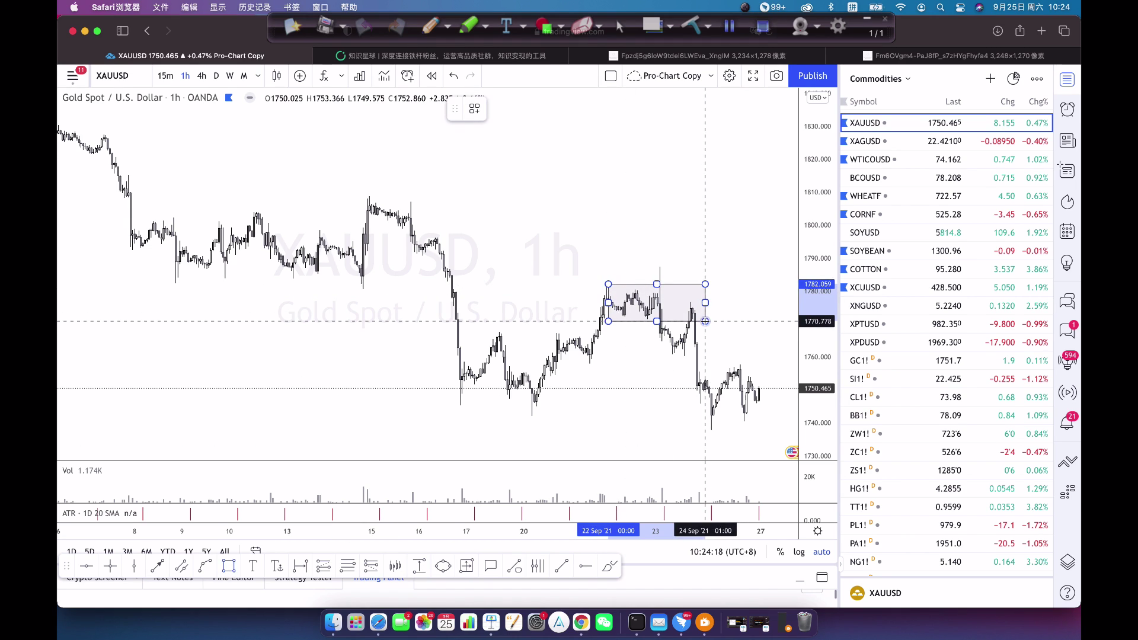 Safari浏览器 文件 编辑 显示 历史记录 书签 窗口 帮助 99+ 9月25日 周六 10:24
1 / 1
XAUUSD 1750.465 ▲ +0.47% Pro-Chart Copy
知识星球 | 深度连接铁杆粉丝，运营高品质社群，知识变现的工具
11 XAUUSD 15m 1h 4h D W M Pro-Chart Copy Publish
Commodities
Gold Spot / U.S. Dollar · 1h · OANDA O1750.025 H1753.366 L1749.575 C1752.860
USD
Symbol Last Chg Chg%
XAUUSD 1750.465 8.155 0.47%
XAGUSD 22.42100 −0.08950 −0.40%
WTICOUSD 74.162 0.747 1.02%
BCOUSD 78.208 0.715 0.92%
WHEATF 722.57 4.50 0.63%
CORNF 525.28 −3.45 −0.65%
SOYUSD 5814.8 109.6 1.92%
SOYBEAN 1300.96 −0.09 −0.01%
COTTON 95.280 3.537 3.86%
XCUUSD 428.500 5.050 1.19%
XNGUSD 5.2240 0.1320 2.59%
XPTUSD 982.350 −9.800 −0.99%
XPDUSD 1969.300 −17.900 −0.90%
GC1! D 1751.7 1.9 0.11%
SI1! D 22.425 −0.255 −1.12%
CL1! D 73.98 0.68 0.93%
BB1! D 78.09 0.84 1.09%
ZW1! D 723'6 6'0 0.84%
ZC1! D 526'6 −2'4 −0.47%
ZS1! D 1285'0 0'6 0.06%
HG1! D 4.2855 0.0545 1.29%
TT1! D 0.9599 0.0353 3.82%
PL1! D 979.9 −17.1 −1.72%
PA1! D 1950.0 −20.5 −1.05%
NG1! D 5.140 0.164 3.30%
XAUUSD
1
594
21
XAUUSD, 1h
Gold Spot / U.S. Dollar
1830.000
1820.000
1810.000
1800.000
1790.000
1782.059
1780.000
1770.778
1760.000
1750.465
1740.000
1730.000
Vol 1.174K
20K
ATR · 1D 20 SMA n/a
0.000
6 7 8 9 10 13 14 15 16 17 20 22 Sep '21 00:00 23 24 Sep '21 01:00 27
1D 5D 1M 3M 6M YTD 1Y 5Y All 10:24:18 (UTC+8) % log auto
Crypto Screener Text Notes Pine Editor Strategy Tester Trading Panel